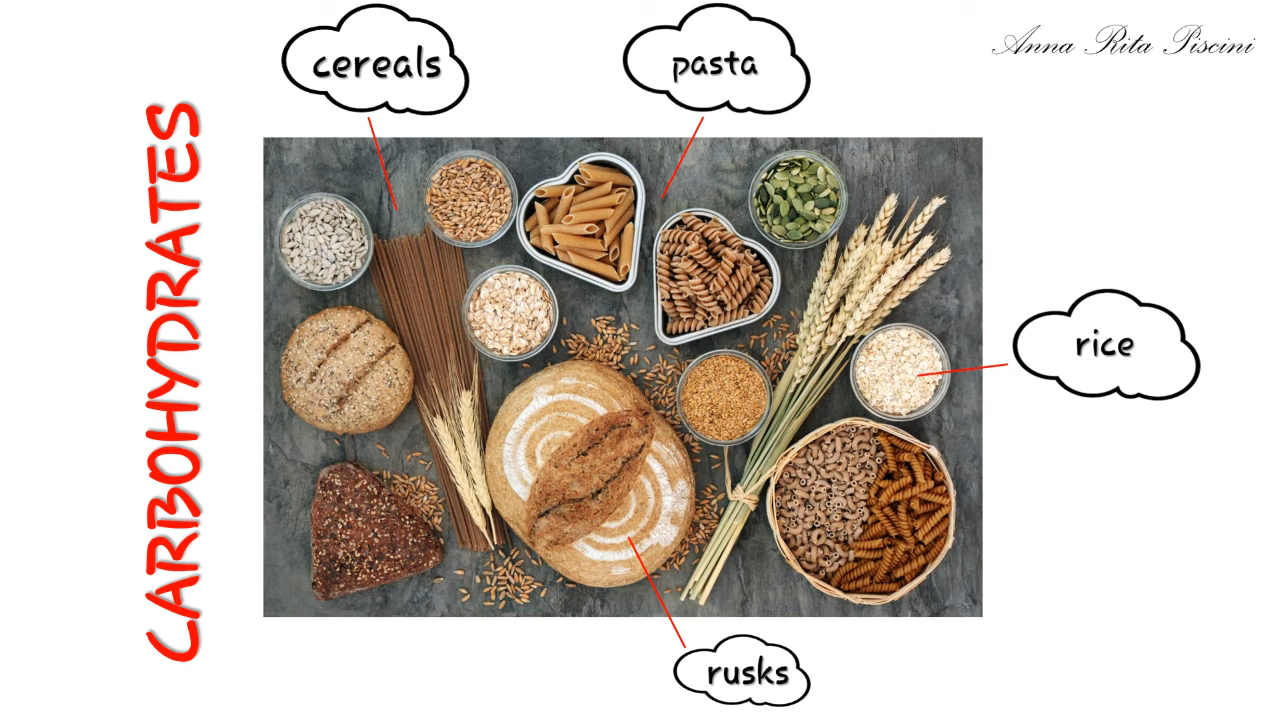 cereals
pasta
Anna Rita Piscini
CARBOHYDRATES
rice
rusks